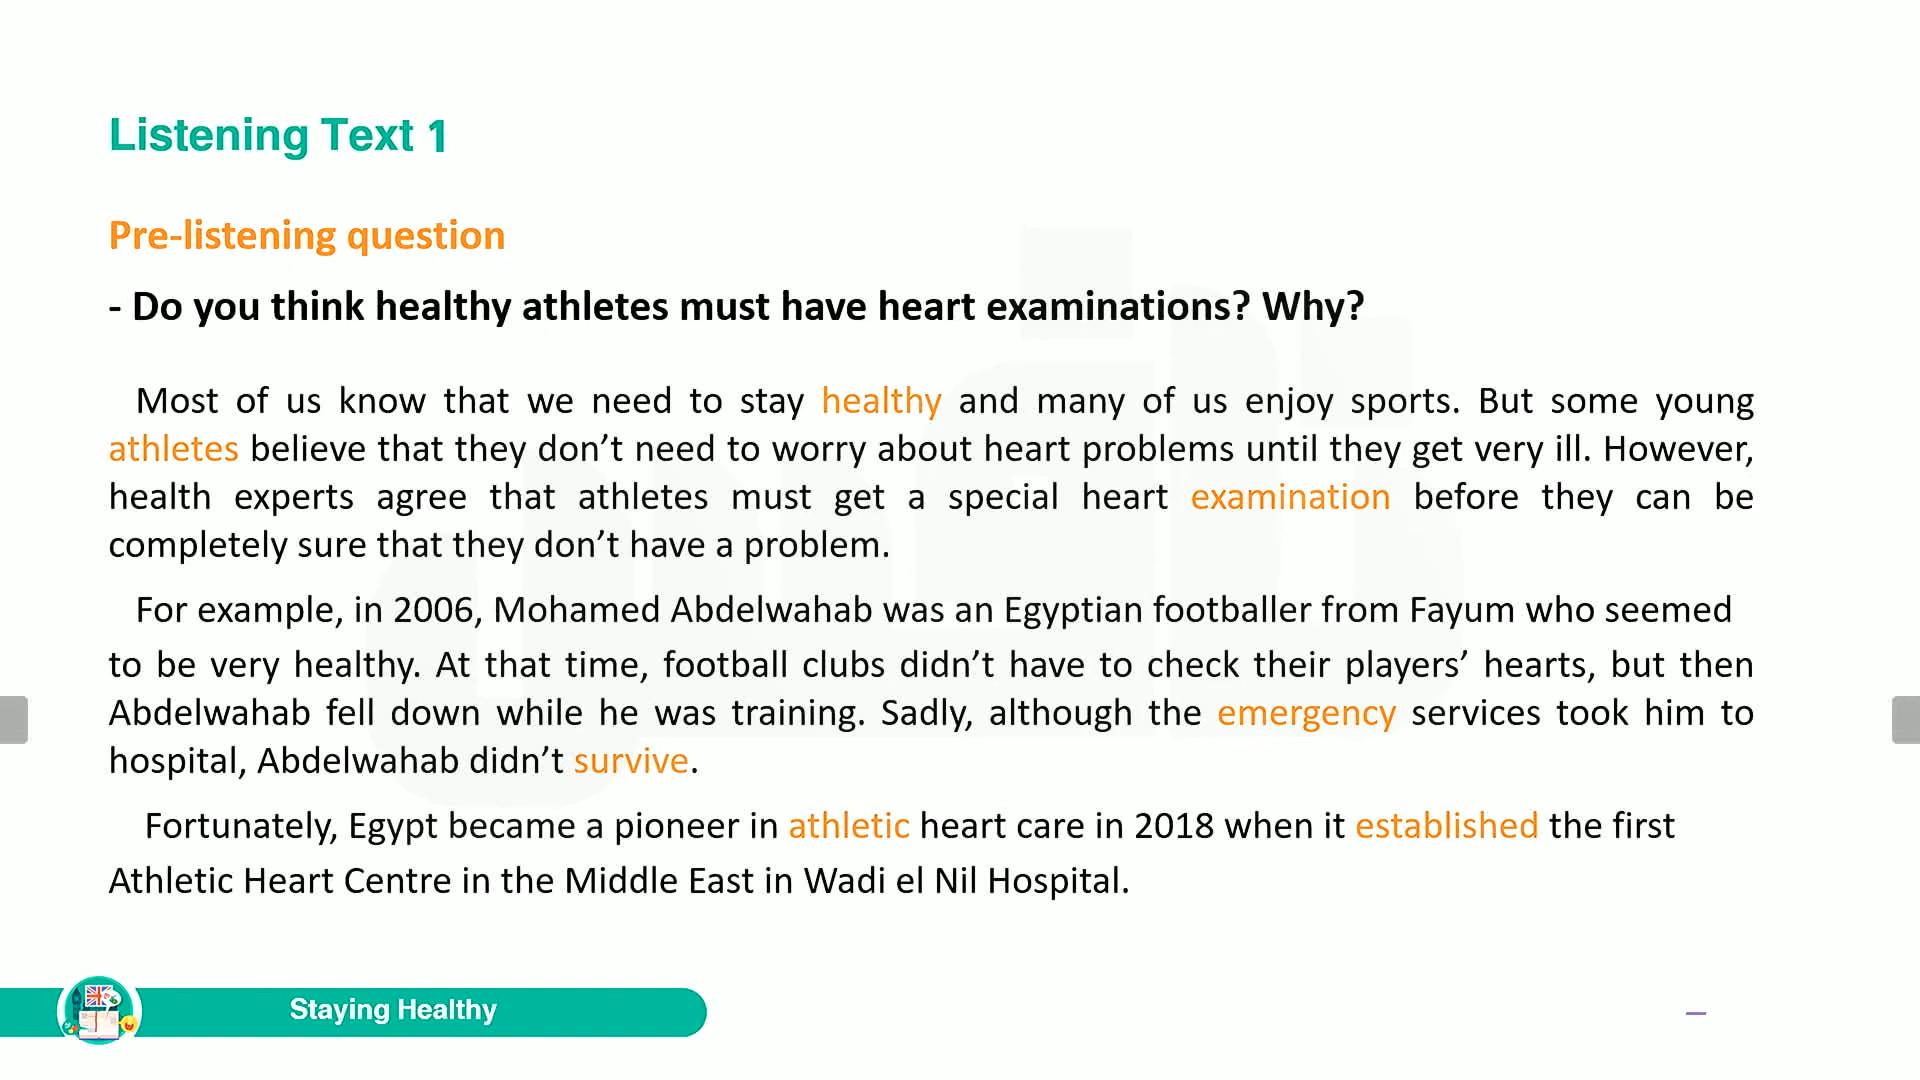 Listening Text 1
Pre-listening question
- Do you think healthy athletes must have heart examinations? Why?
Most of us know that we need to stay healthy and many of us enjoy sports. But some young
athletes believe that they don’t need to worry about heart problems until they get very ill. However,
health experts agree that athletes must get a special heart examination before they can be
completely sure that they don’t have a problem.
For example, in 2006, Mohamed Abdelwahab was an Egyptian footballer from Fayum who seemed
to be very healthy. At that time, football clubs didn’t have to check their players’ hearts, but then
Abdelwahab fell down while he was training. Sadly, although the emergency services took him to
hospital, Abdelwahab didn’t survive.
Fortunately, Egypt became a pioneer in athletic heart care in 2018 when it established the first
Athletic Heart Centre in the Middle East in Wadi el Nil Hospital.
Staying Healthy